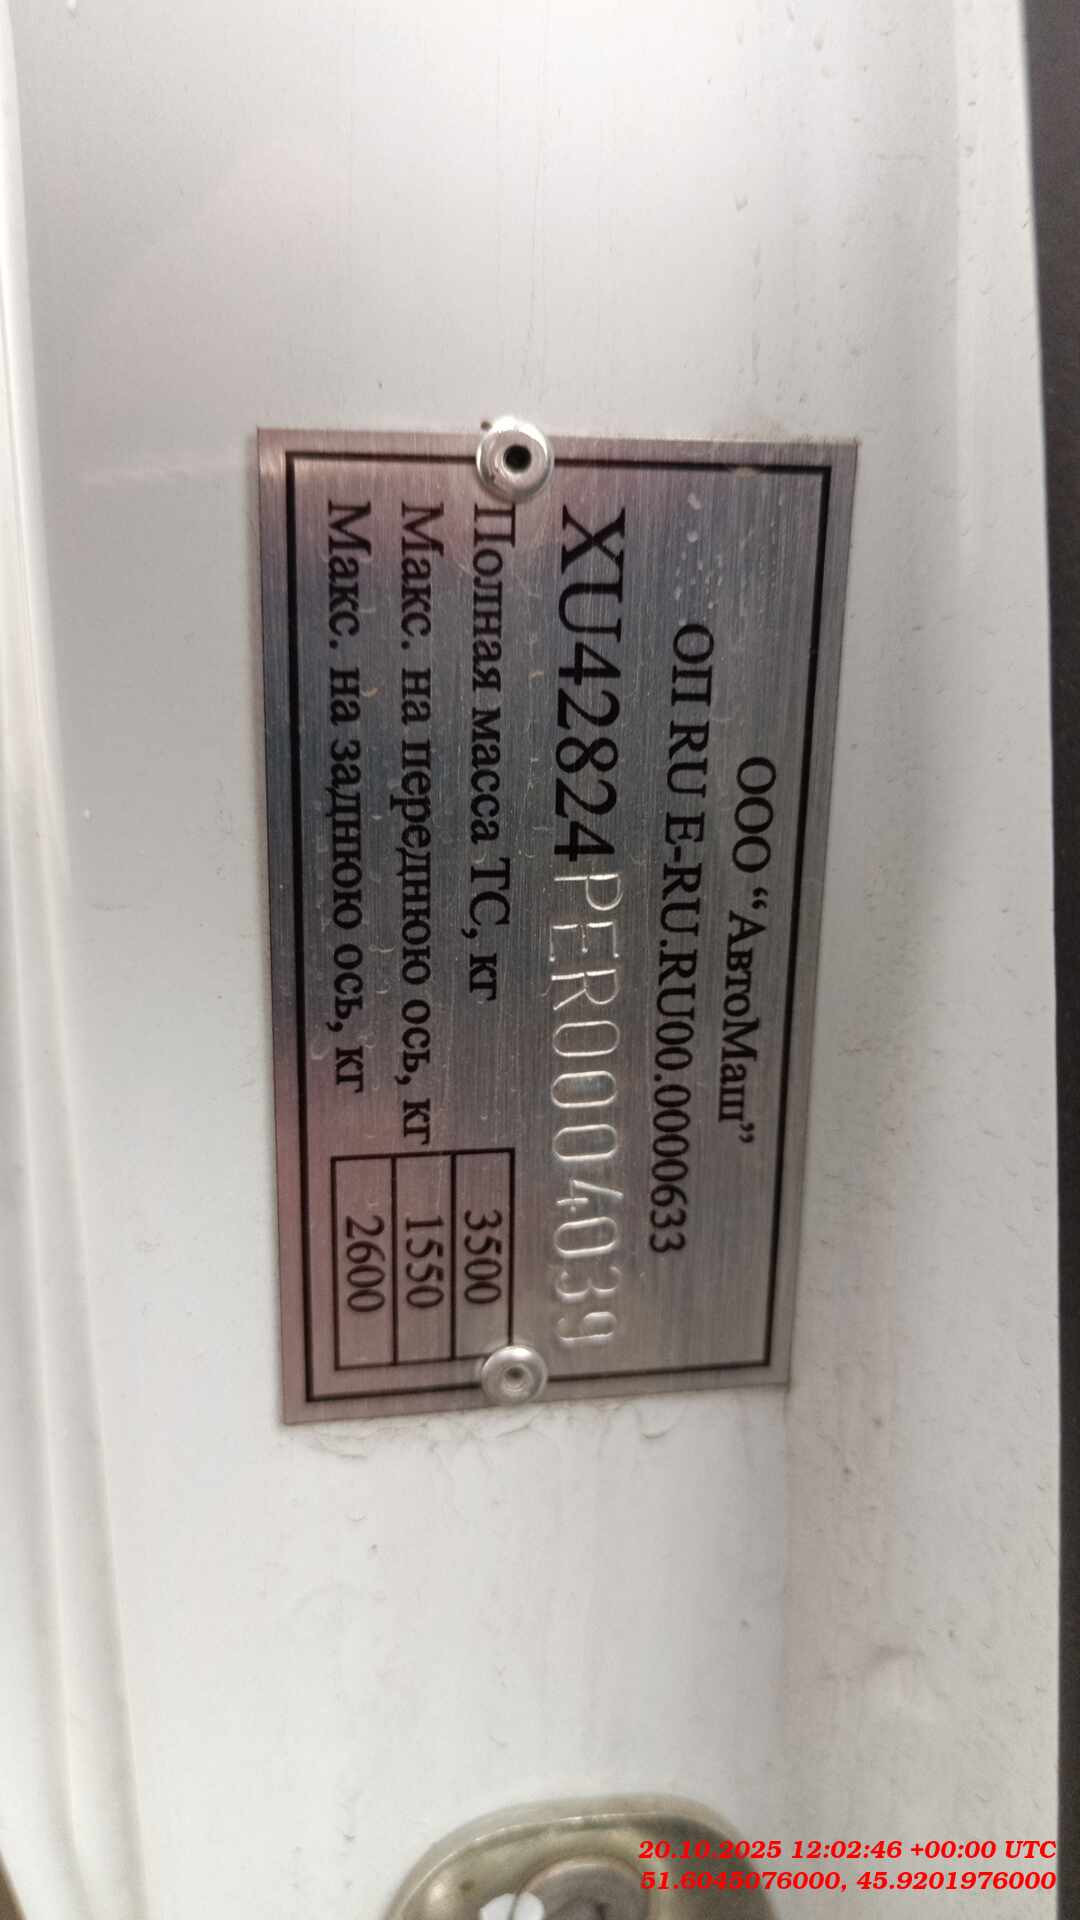 ООО “АвтоМаш”
ОП RU E-RU.RU00.0000633
XU42824PER0004039
Полная масса ТС, кг 3500
Макс. на переднюю ось, кг 1550
Макс. на заднюю ось, кг 2600
20.10.2025 12:02:46 +00:00 UTC
51.6045076000, 45.9201976000